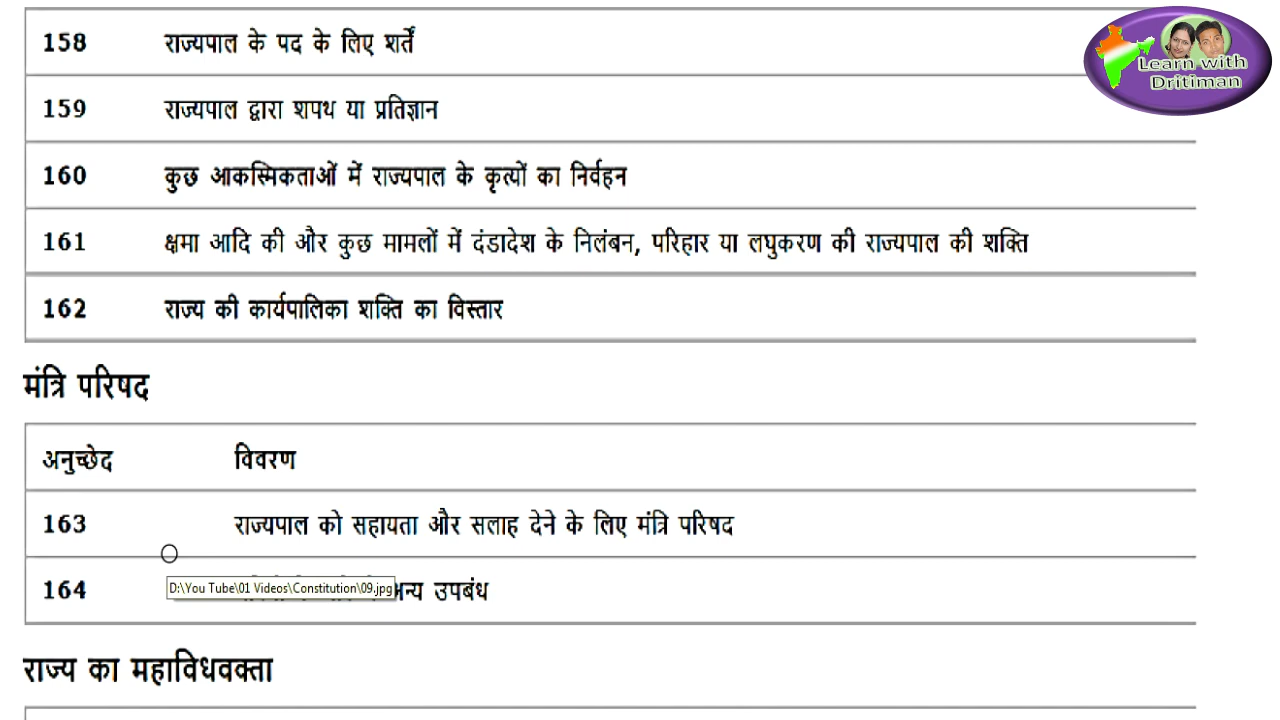 Learn with
Dritiman
158 राज्यपाल के पद के लिए शर्तें
159 राज्यपाल द्वारा शपथ या प्रतिज्ञान
160 कुछ आकस्मिकताओं में राज्यपाल के कृत्यों का निर्वहन
161 क्षमा आदि की और कुछ मामलों में दंडादेश के निलंबन, परिहार या लघुकरण की राज्यपाल की शक्ति
162 राज्य की कार्यपालिका शक्ति का विस्तार
मंत्रि परिषद
अनुच्छेद विवरण
163 राज्यपाल को सहायता और सलाह देने के लिए मंत्रि परिषद
164 अन्य उपबंध
D:\You Tube\01 Videos\Constitution\09.jpg
राज्य का महाविधवक्ता